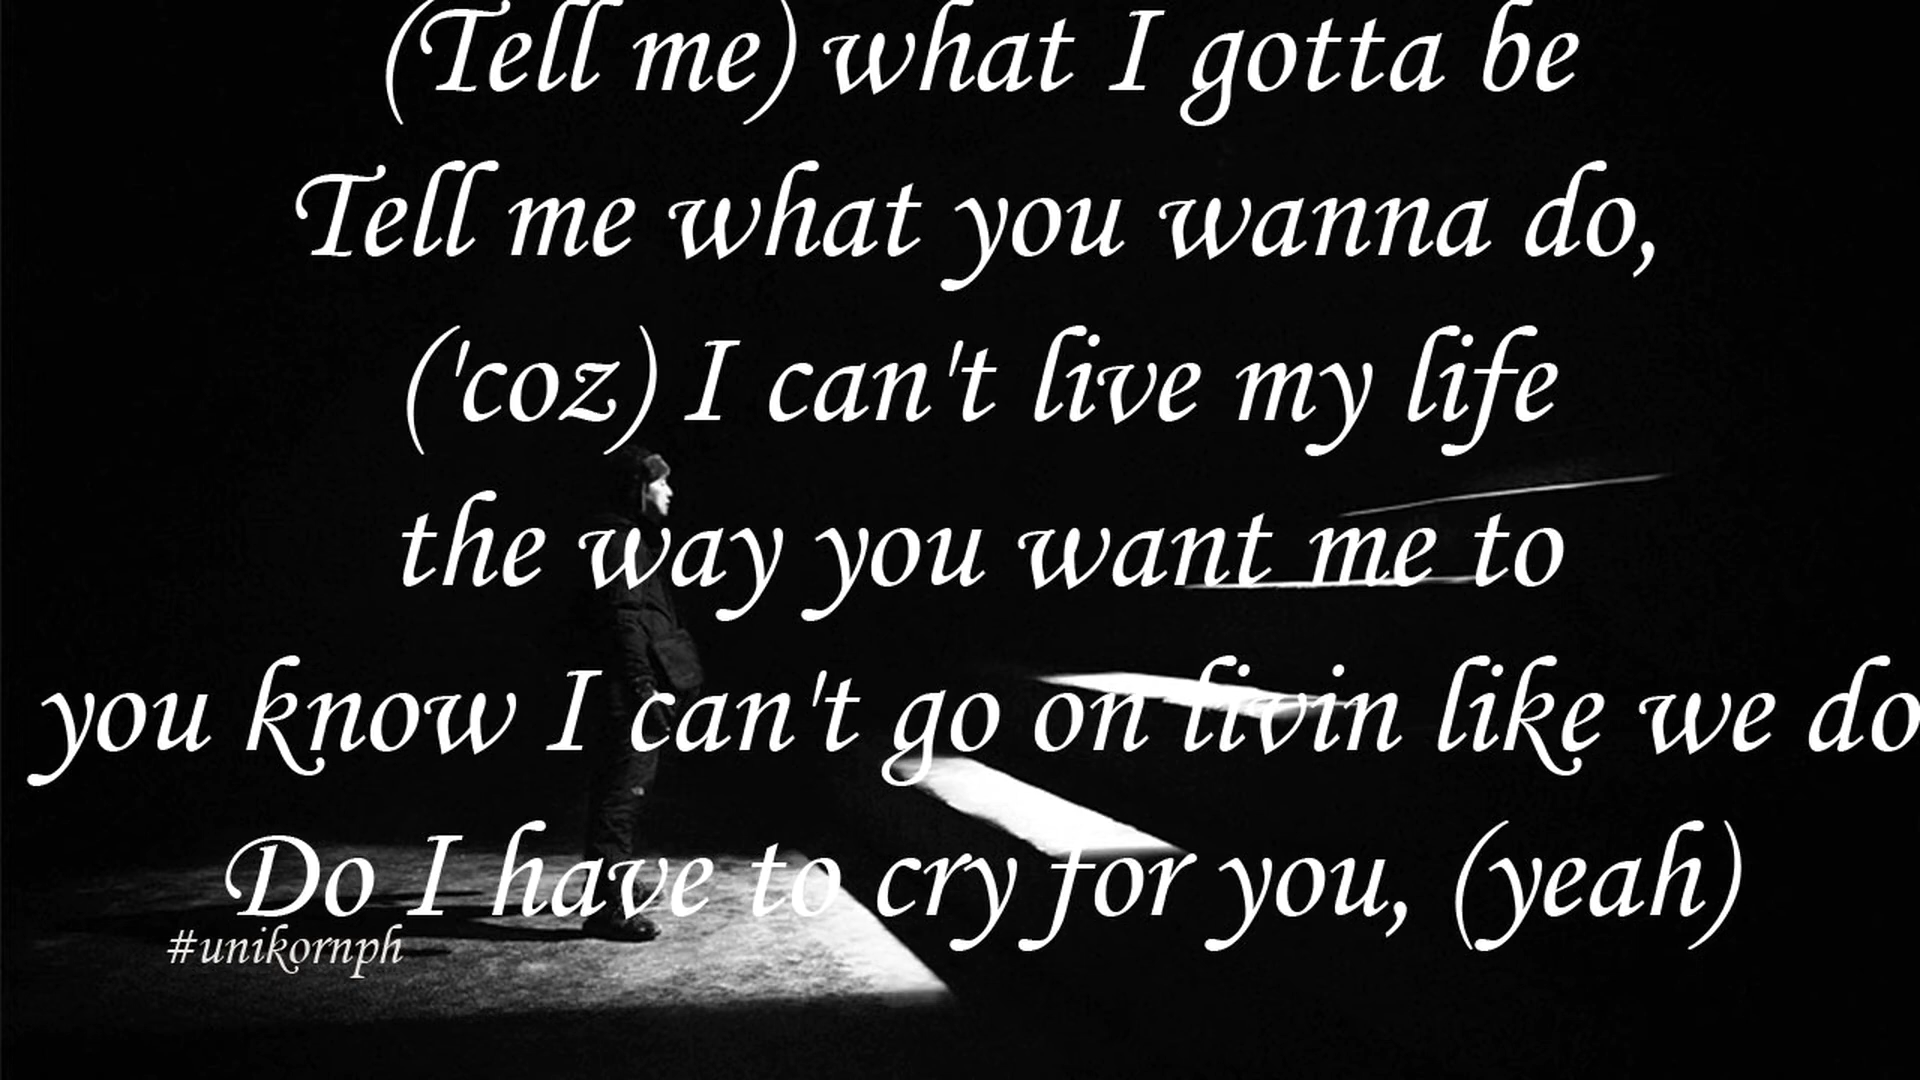 (Tell me) what I gotta be
Tell me what you wanna do,
('coz) I can't live my life
the way you want me to
you know I can't go on livin like we do
Do I have to cry for you, (yeah)
#unikornph